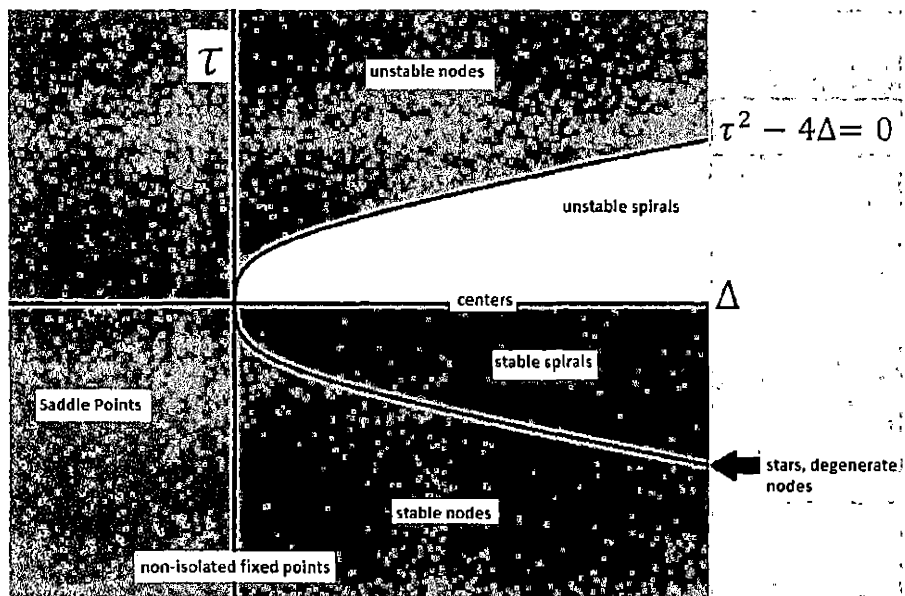 τ
unstable nodes
τ² − 4Δ= 0
unstable spirals
centers
Δ
stable spirals
Saddle Points
stars, degenerate
nodes
stable nodes
non-isolated fixed points